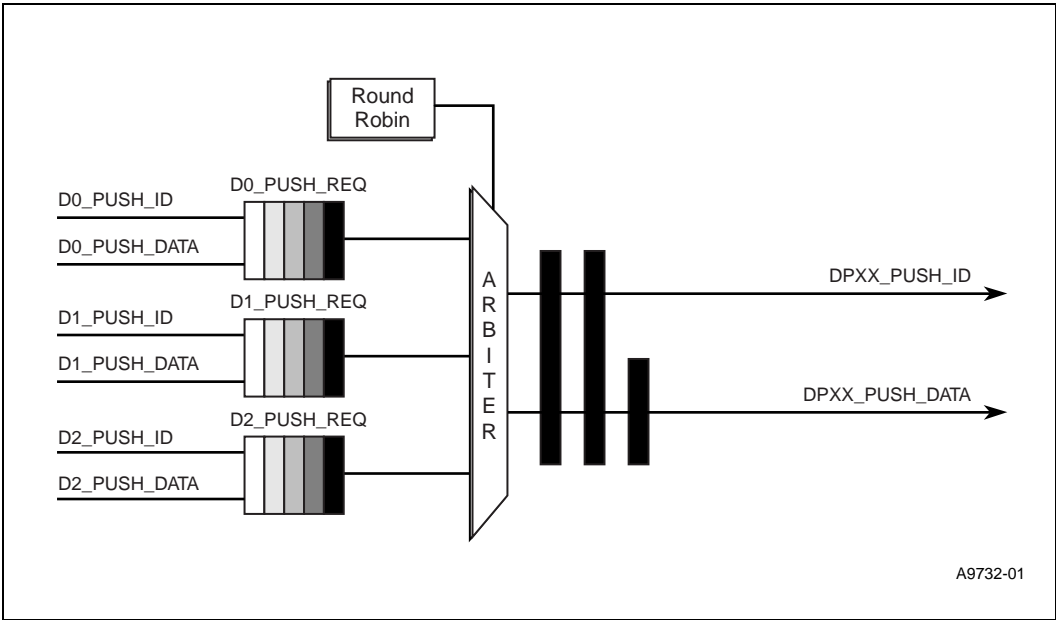 Round
Robin
D0_PUSH_ID
D0_PUSH_REQ
D0_PUSH_DATA
D1_PUSH_ID
D1_PUSH_REQ
D1_PUSH_DATA
D2_PUSH_ID
D2_PUSH_REQ
D2_PUSH_DATA
A
R
B
I
T
E
R
DPXX_PUSH_ID
DPXX_PUSH_DATA
A9732-01